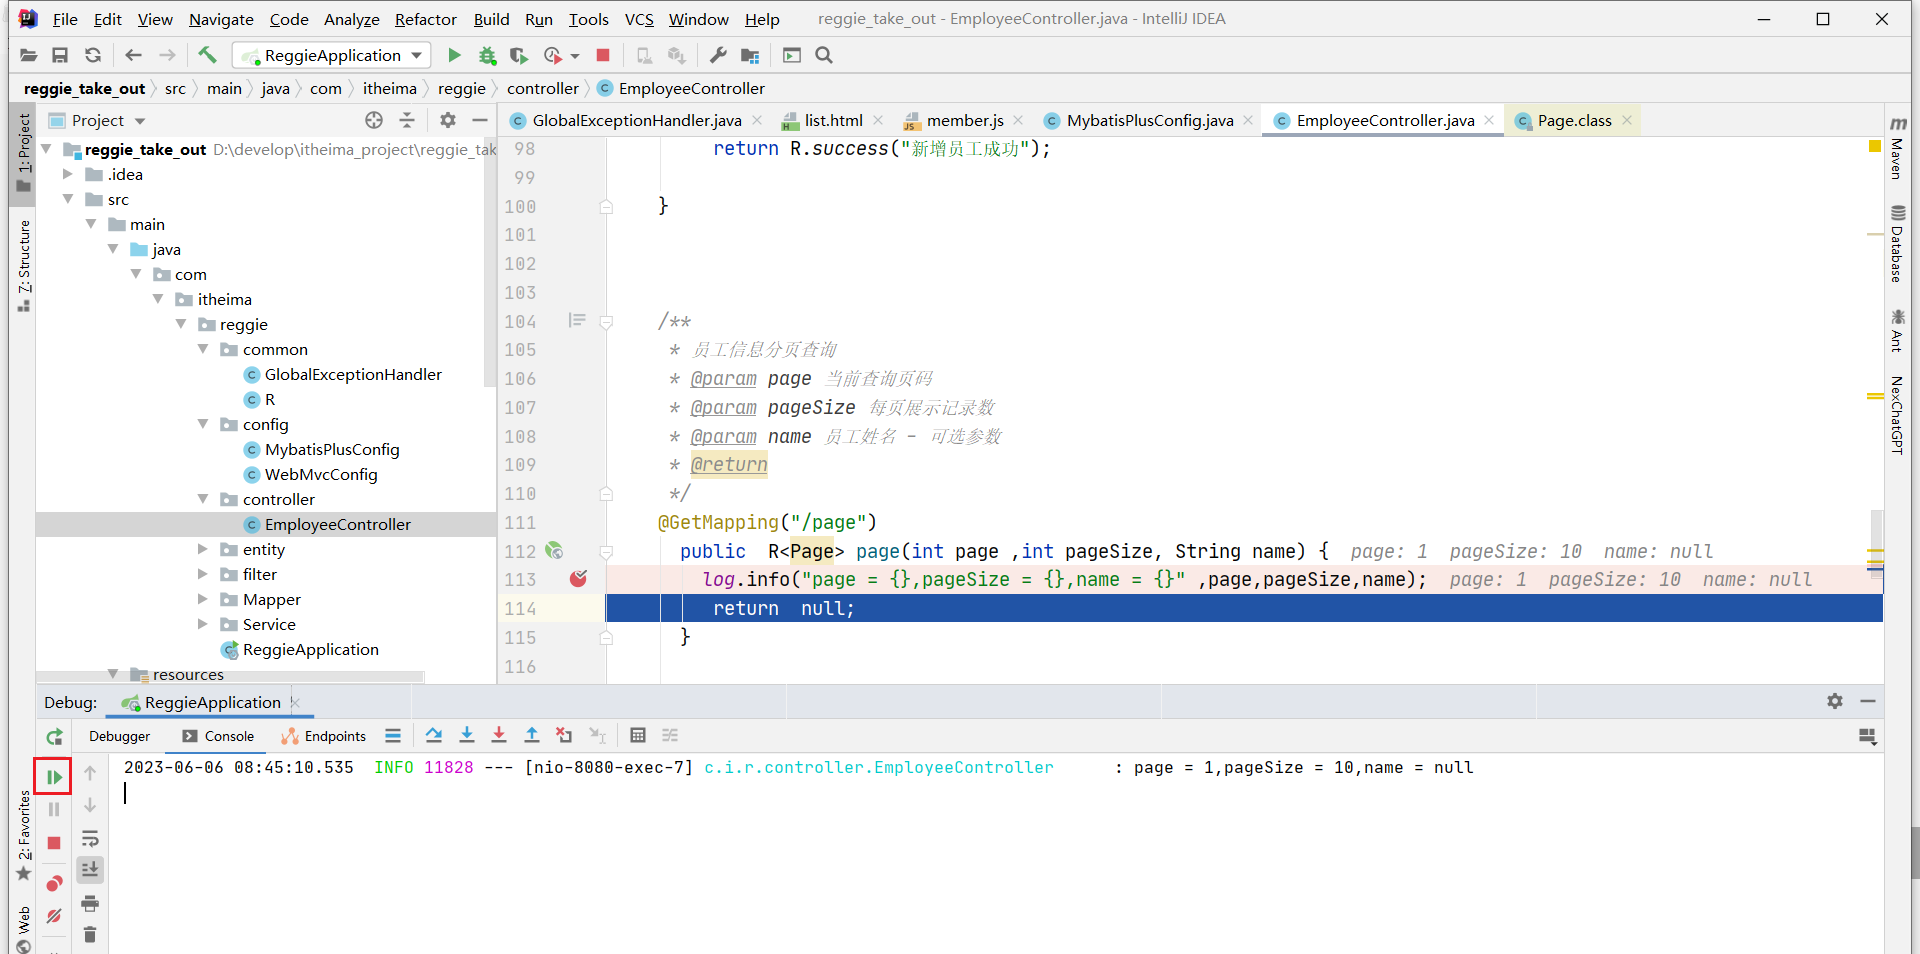 File Edit View Navigate Code Analyze Refactor Build Run Tools VCS Window Help reggie_take_out - EmployeeController.java - IntelliJ IDEA
ReggieApplication
reggie_take_out src main java com itheima reggie controller EmployeeController
Project
GlobalExceptionHandler.java list.html member.js MybatisPlusConfig.java EmployeeController.java Page.class
1: Project
Z: Structure
2: Favorites
Web
reggie_take_out D:\develop\itheima_project\reggie_tak
.idea
src
main
java
com
itheima
reggie
common
GlobalExceptionHandler
R
config
MybatisPlusConfig
WebMvcConfig
controller
EmployeeController
entity
filter
Mapper
Service
ReggieApplication
resources
98 return R.success("新增员工成功");
99
100 }
101
102
103
104 /**
105 * 员工信息分页查询
106 * @param page 当前查询页码
107 * @param pageSize 每页展示记录数
108 * @param name 员工姓名 - 可选参数
109 * @return
110 */
111 @GetMapping("/page")
112 public R<Page> page(int page ,int pageSize, String name) { page: 1 pageSize: 10 name: null
113 log.info("page = {},pageSize = {},name = {}" ,page,pageSize,name); page: 1 pageSize: 10 name: null
114 return null;
115 }
116
Maven
Database
Ant
NexChatGPT
Debug: ReggieApplication
Debugger Console Endpoints
2023-06-06 08:45:10.535 INFO 11828 --- [nio-8080-exec-7] c.i.r.controller.EmployeeController : page = 1,pageSize = 10,name = null